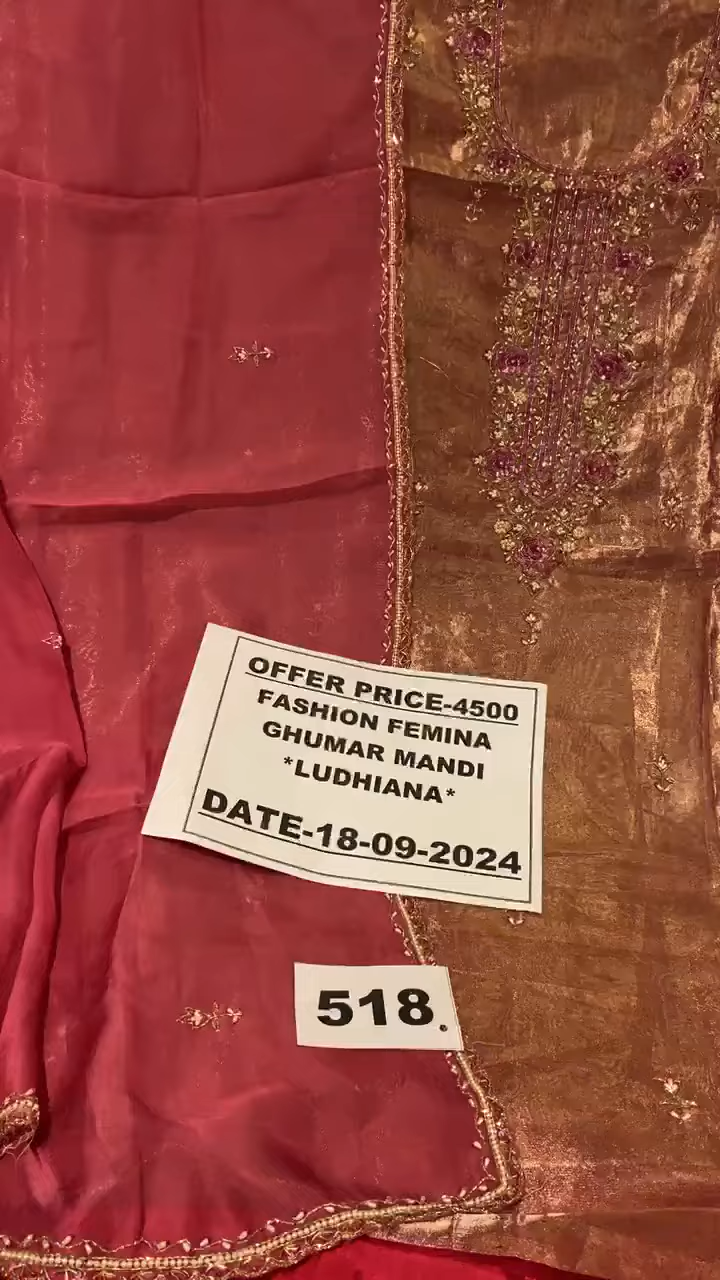 OFFER PRICE-4500
FASHION FEMINA
GHUMAR MANDI
*LUDHIANA*
DATE-18-09-2024
518.